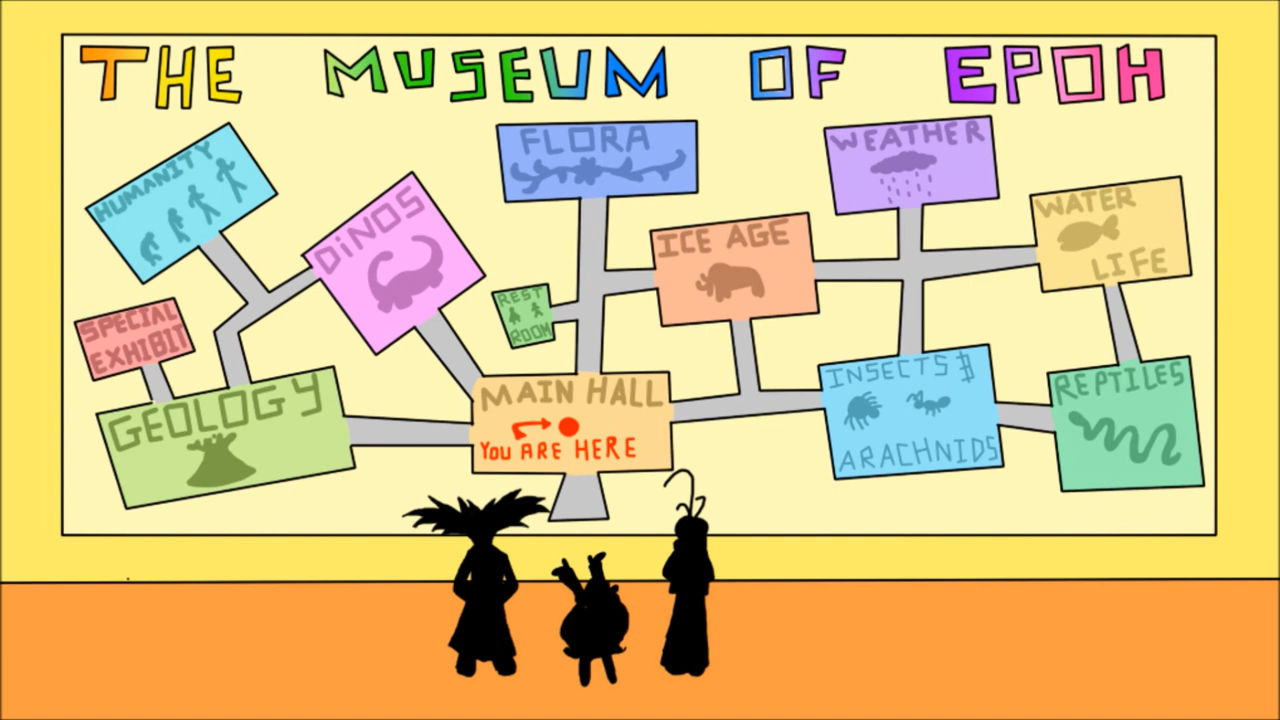 THE MUSEUM OF EPOH
HUMANITY
DiNOS
FLORA
WEATHER
ICE AGE
WATER
LIFE
SPECIAL
EXHIBIT
REST
ROOM
GEOLOGY
MAIN HALL
YOU ARE HERE
INSECTS $
ARACHNIDS
REPTILES